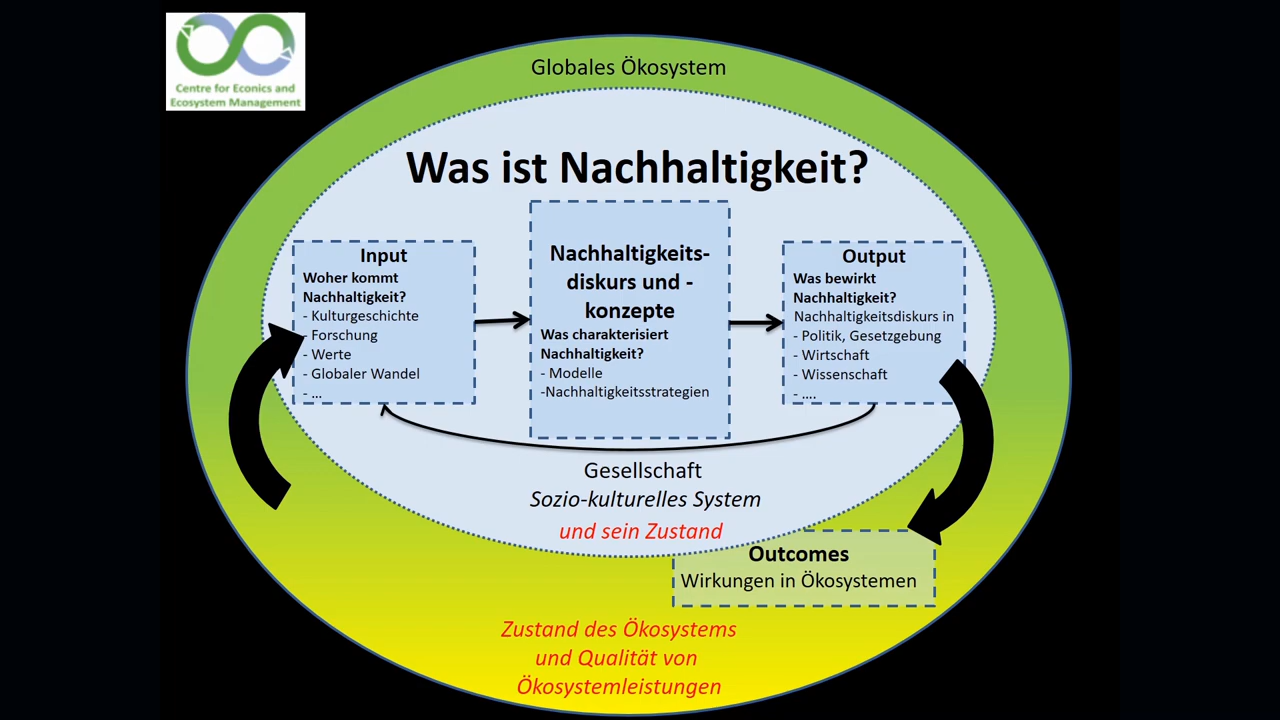 Centre for Econics and
Ecosystem Management
Globales Ökosystem
Was ist Nachhaltigkeit?
Input
Woher kommt
Nachhaltigkeit?
- Kulturgeschichte
- Forschung
- Werte
- Globaler Wandel
- ...
Nachhaltigkeits-
diskurs und -
konzepte
Was charakterisiert
Nachhaltigkeit?
- Modelle
-Nachhaltigkeitsstrategien
Output
Was bewirkt
Nachhaltigkeit?
Nachhaltigkeitsdiskurs in
- Politik, Gesetzgebung
- Wirtschaft
- Wissenschaft
- ....
Gesellschaft
Sozio-kulturelles System
und sein Zustand
Outcomes
Wirkungen in Ökosystemen
Zustand des Ökosystems
und Qualität von
Ökosystemleistungen